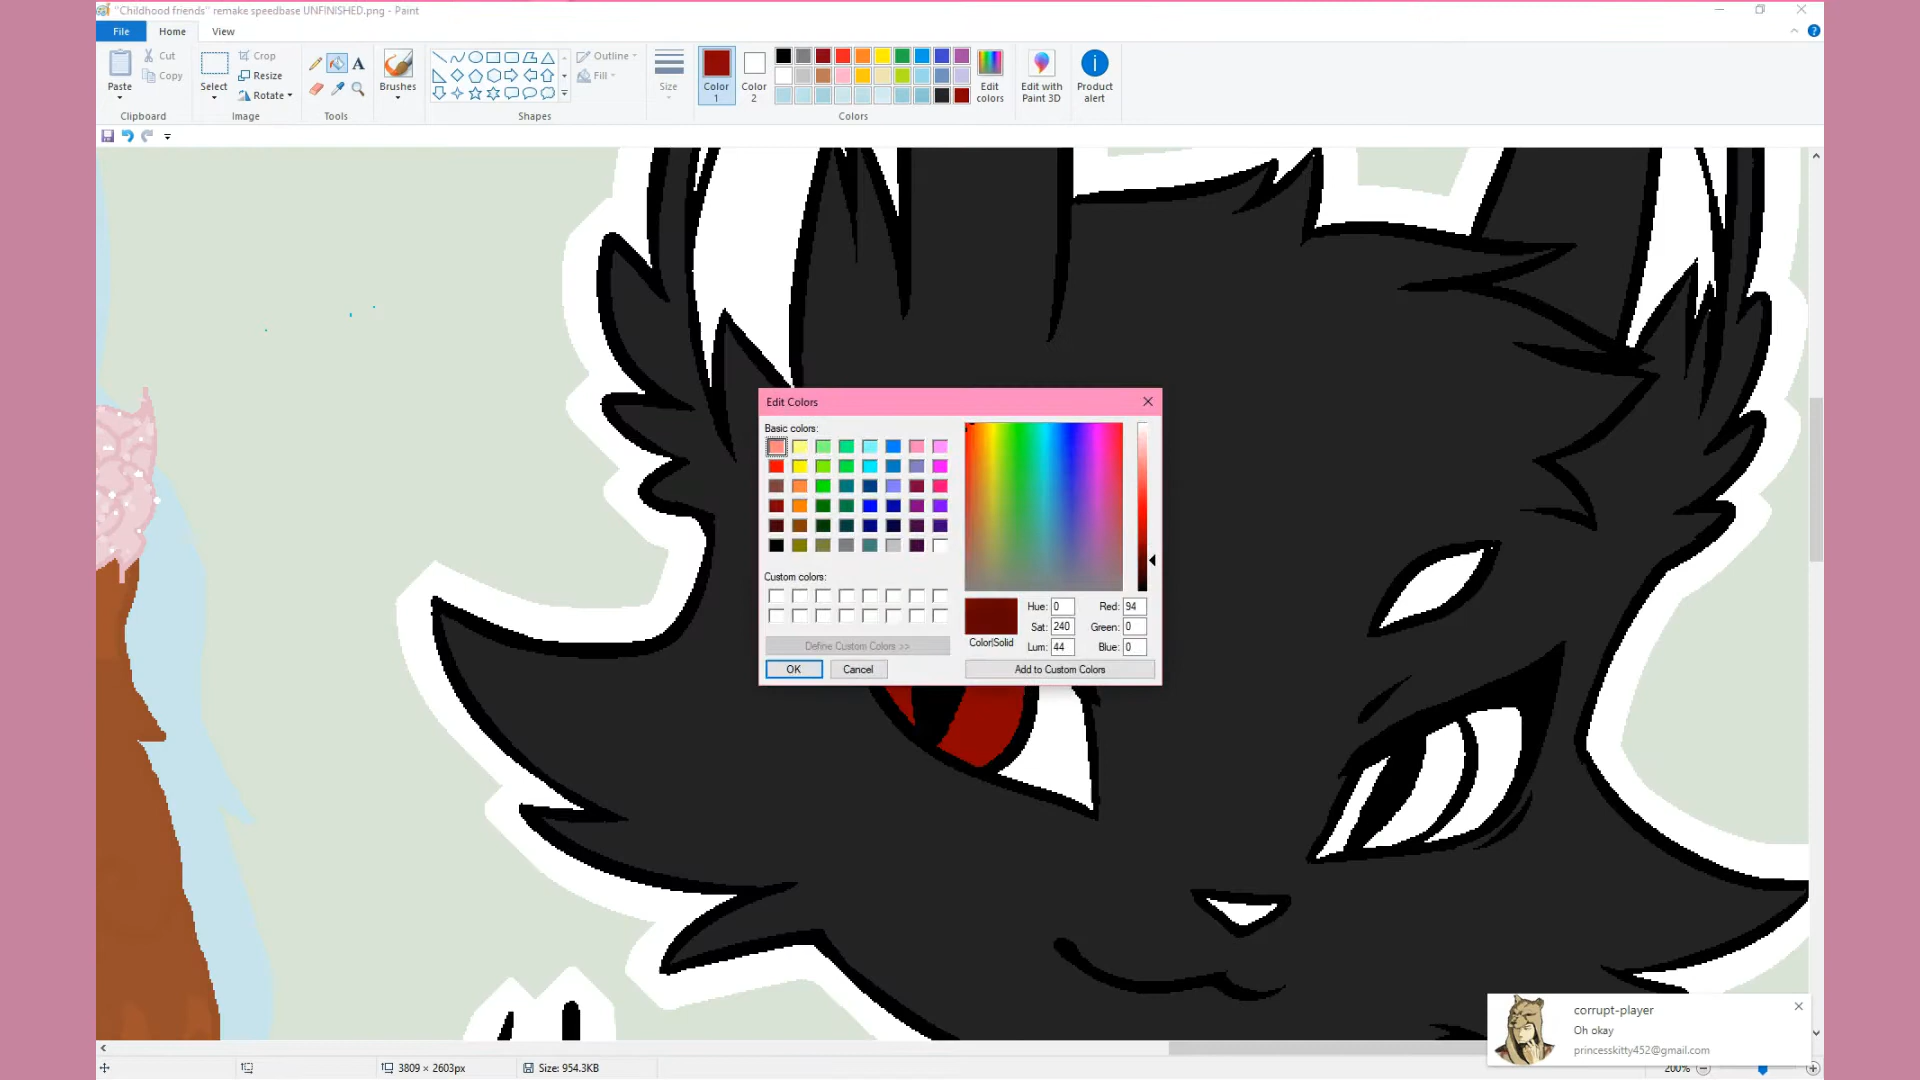 "Childhood friends" remake speedbase UNFINISHED.png - Paint
File Home View
Paste
Cut
Copy
Clipboard
Select
Crop
Resize
Rotate
Image
A
Tools
Brushes
Outline
Fill
Shapes
Size
Color
1
Color
2
Edit
colors
Colors
Edit with
Paint 3D
Product
alert
Edit Colors
Basic colors:
Custom colors:
Define Custom Colors >>
OK Cancel
Color|Solid
Hue: 0 Red: 94
Sat: 240 Green: 0
Lum: 44 Blue: 0
Add to Custom Colors
corrupt-player
Oh okay
princesskitty452@gmail.com
3809 × 2603px
Size: 954.3KB
200%